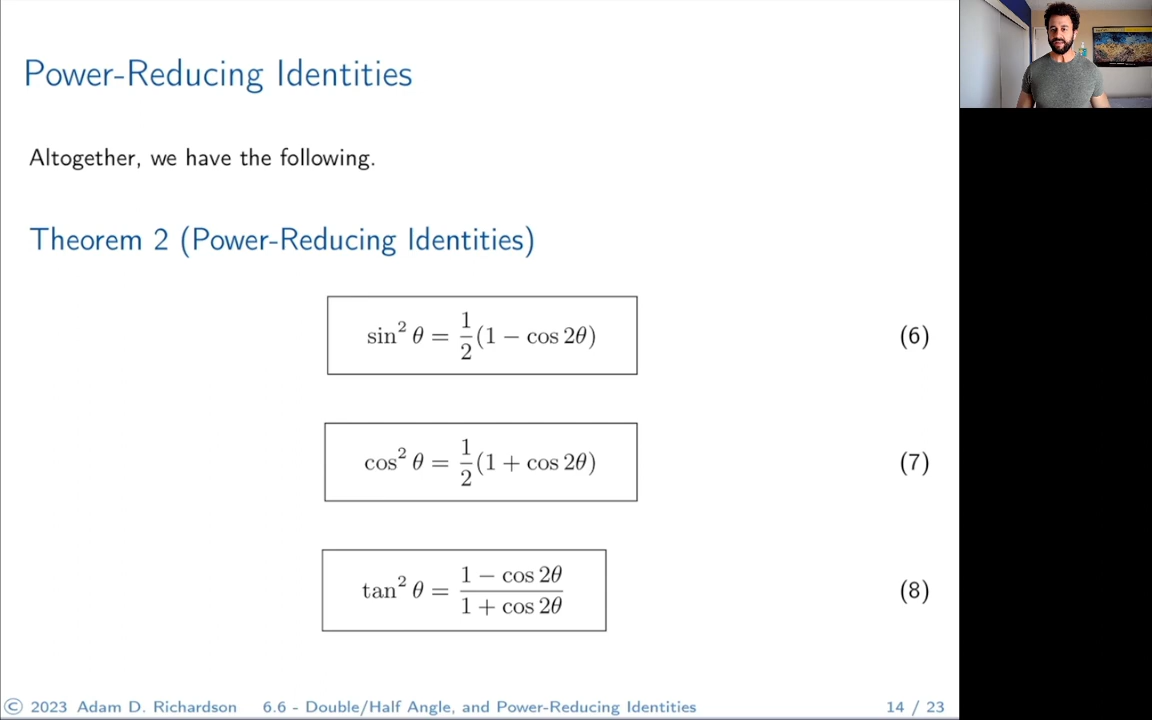 Power-Reducing Identities
Altogether, we have the following.
Theorem 2 (Power-Reducing Identities)
sin² θ = 1/2 (1 − cos 2θ) (6)
cos² θ = 1/2 (1 + cos 2θ) (7)
tan² θ = (1 − cos 2θ)/(1 + cos 2θ) (8)
© 2023 Adam D. Richardson 6.6 - Double/Half Angle, and Power-Reducing Identities 14 / 23